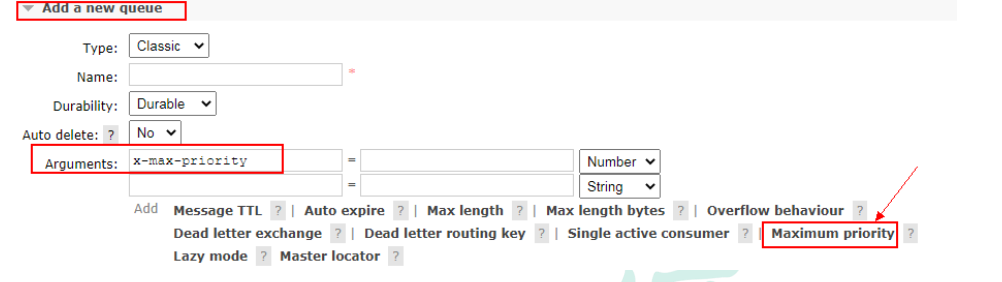 Add a new queue
Type: Classic
Name: *
Durability: Durable
Auto delete: ? No
Arguments: x-max-priority = Number
= String
Add Message TTL ? | Auto expire ? | Max length ? | Max length bytes ? | Overflow behaviour ?
Dead letter exchange ? | Dead letter routing key ? | Single active consumer ? | Maximum priority ?
Lazy mode ? Master locator ?